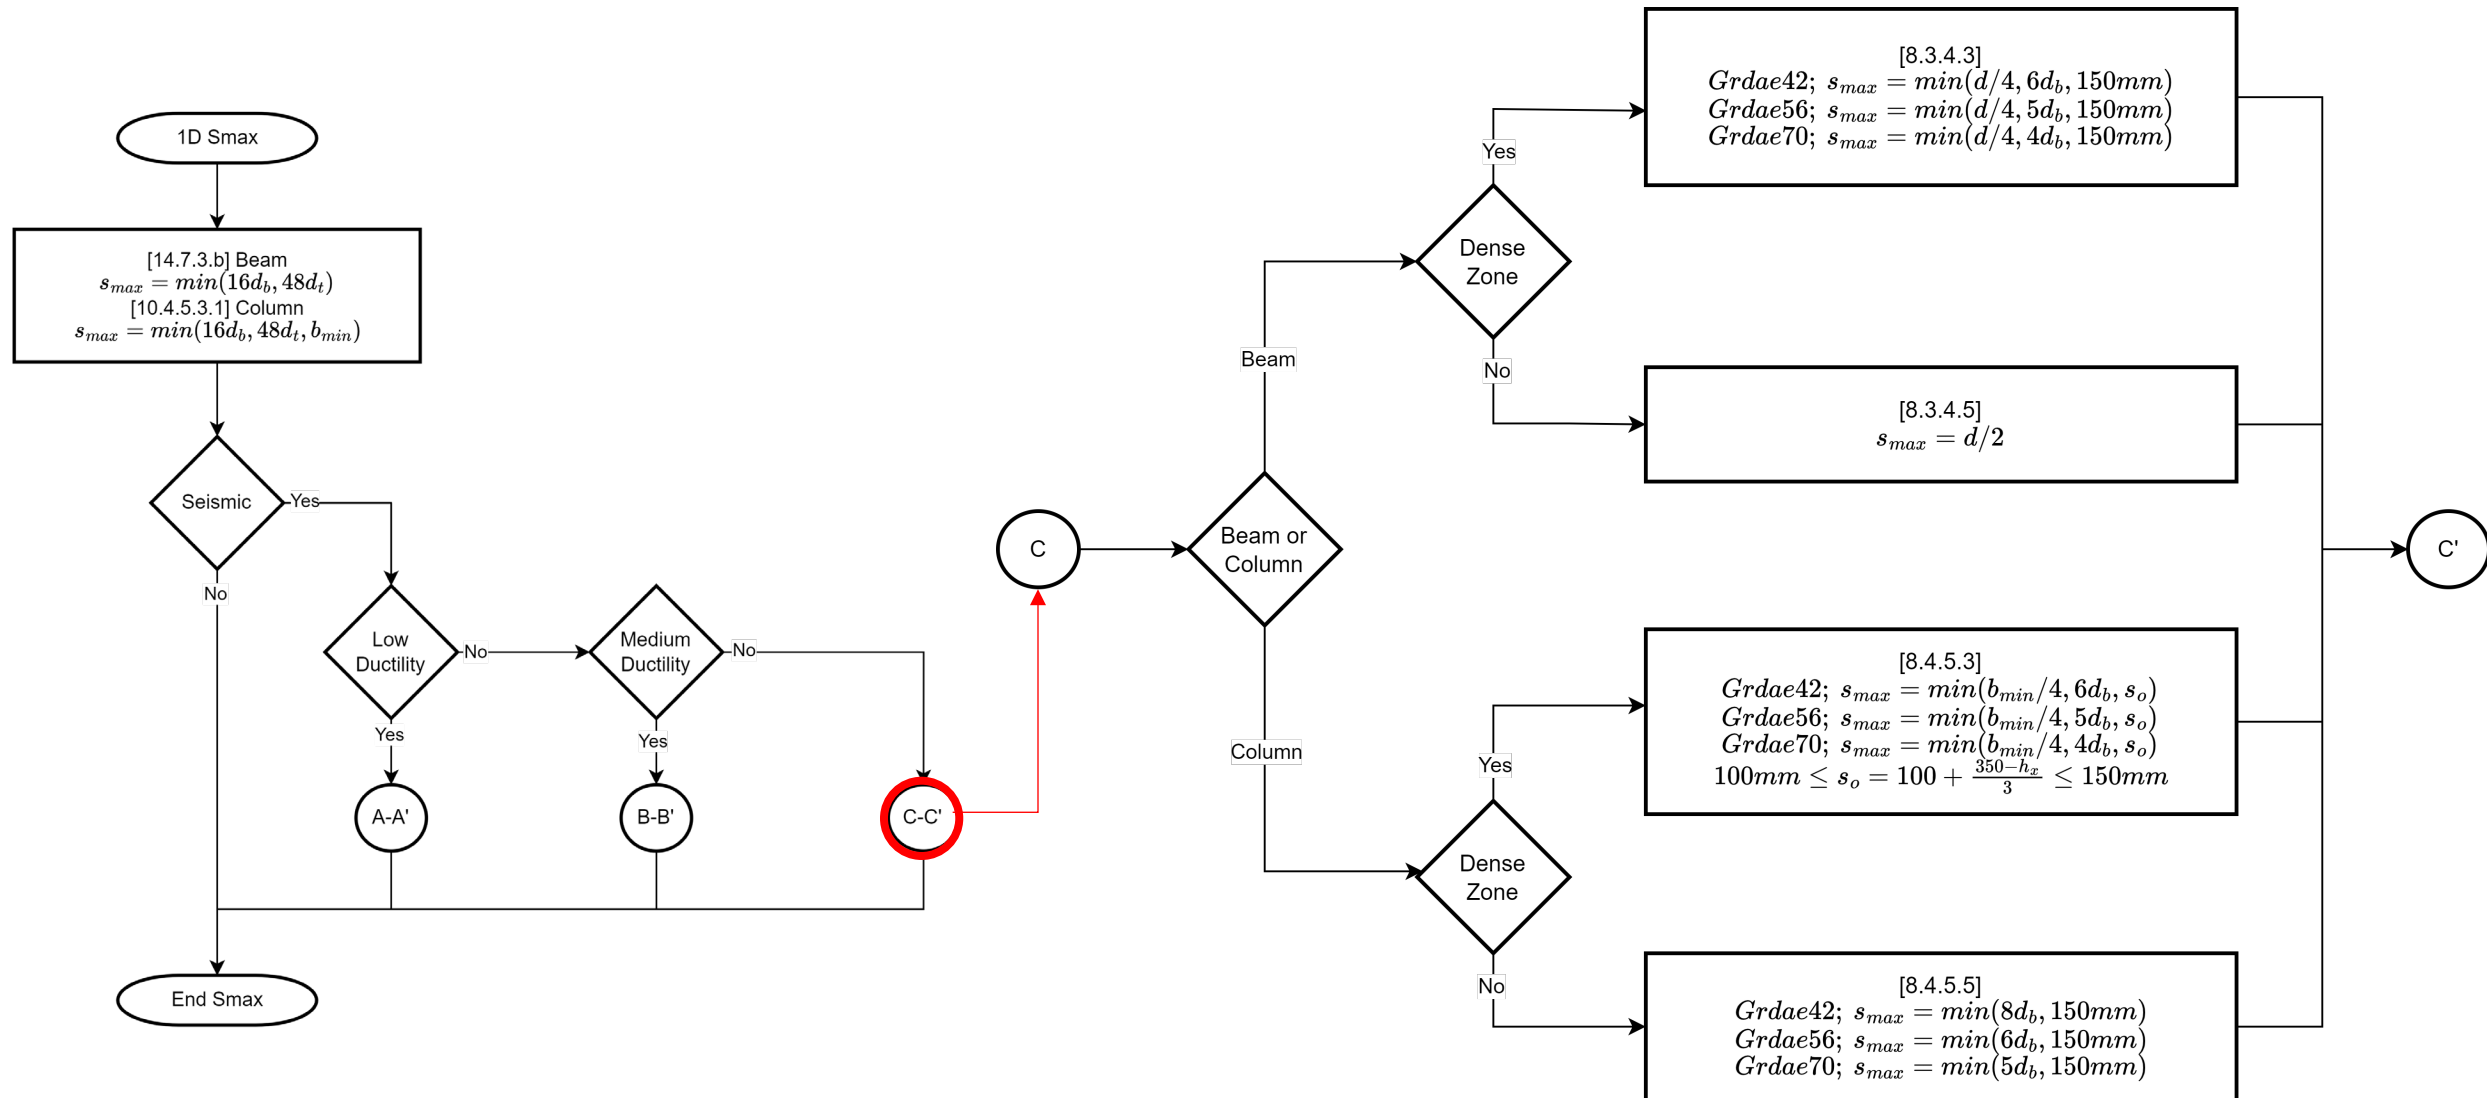 1D Smax
[14.7.3.b] Beam
s_max = min(16d_b, 48d_t)
[10.4.5.3.1] Column
s_max = min(16d_b, 48d_t, b_min)
Seismic
Yes
No
Low
Ductility
No
Yes
Medium
Ductility
No
Yes
A-A'
B-B'
C-C'
End Smax
C
Beam or
Column
Beam
Column
Dense
Zone
Yes
No
[8.3.4.3]
Grdae42; s_max = min(d/4, 6d_b, 150mm)
Grdae56; s_max = min(d/4, 5d_b, 150mm)
Grdae70; s_max = min(d/4, 4d_b, 150mm)
[8.3.4.5]
s_max = d/2
Dense
Zone
Yes
No
[8.4.5.3]
Grdae42; s_max = min(b_min/4, 6d_b, s_o)
Grdae56; s_max = min(b_min/4, 5d_b, s_o)
Grdae70; s_max = min(b_min/4, 4d_b, s_o)
100mm ≤ s_o = 100 + (350−h_x)/3 ≤ 150mm
[8.4.5.5]
Grdae42; s_max = min(8d_b, 150mm)
Grdae56; s_max = min(6d_b, 150mm)
Grdae70; s_max = min(5d_b, 150mm)
C'